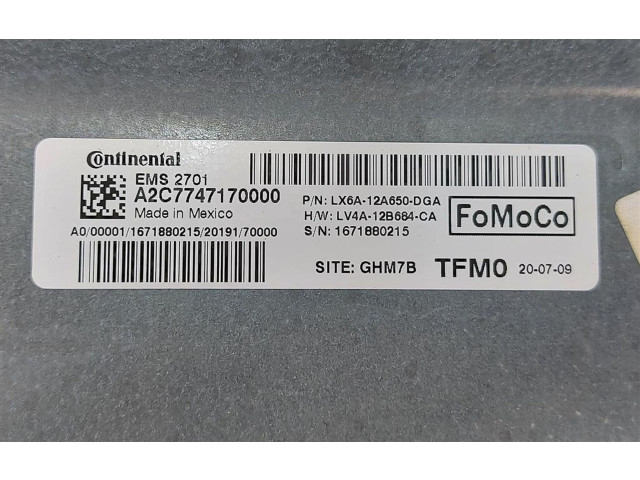 Continental
EMS 2701
A2C7747170000
Made in Mexico
A0/00001/1671880215/20191/70000
P/N: LX6A-12A650-DGA
H/W: LV4A-12B684-CA
S/N: 1671880215
FoMoCo
SITE: GHM7B TFM0 20-07-09